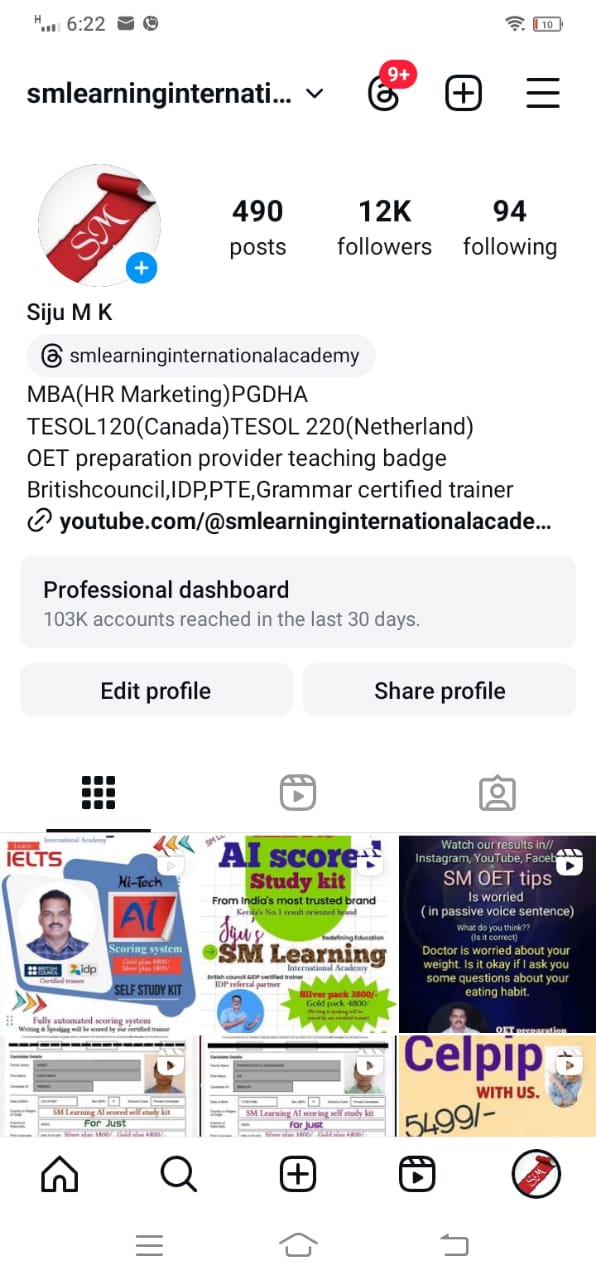 H 6:22 10
smlearninginternati... 9+
SM
490 12K 94
posts followers following
Siju M K
smlearninginternationalacademy
MBA(HR Marketing)PGDHA
TESOL120(Canada)TESOL 220(Netherland)
OET preparation provider teaching badge
Britishcouncil,IDP,PTE,Grammar certified trainer
youtube.com/@smlearninginternationalacade...
Professional dashboard
103K accounts reached in the last 30 days.
Edit profile Share profile
International Academy
Learn
IELTS
Hi-Tech
AI
Scoring system
Gold plan 4800/-
Silver plan 3800/-
BRITISH COUNCIL idp
Certified trainer
SELF STUDY KIT
Fully automated scoring system
Writing & Speaking will be scored by our certified trainer
AI score
Study kit
From India's most trusted brand
Kerala's No.1 result oriented brand
Siju's
Redefining Education
SM Learning
International Academy
British council &IDP certified trainer
IDP referral partner
Silver pack 3800/-
Gold pack 4800/
Watch our results in//
Instagram, YouTube, Faceb
SM OET tips
Is worried
( in passive voice sentence)
What do you think??
(Is it correct)
Doctor is worried about your
weight. Is it okay if I ask you
some questions about your
eating habit.
OET preparation
Candidate Details
SM Learning AI scored self study kit
For Just
Silver plan 3800/ Gold plan 4800/
Candidate Details
SM Learning AI scoring self study kit
For just
Silver plan 3800/ Gold plan 4800/
Celpip
WITH US.
5499/-
SM